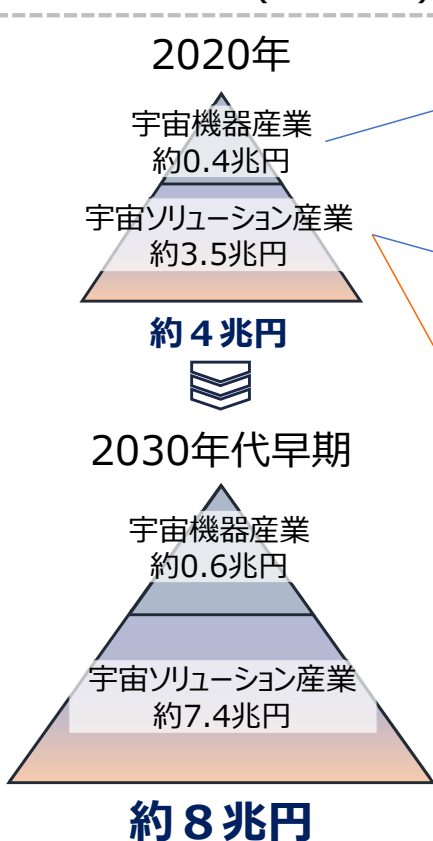 2020年
宇宙機器産業
約0.4兆円
宇宙ソリューション産業
約3.5兆円
約４兆円
2030年代早期
宇宙機器産業
約0.6兆円
宇宙ソリューション産業
約7.4兆円
約８兆円